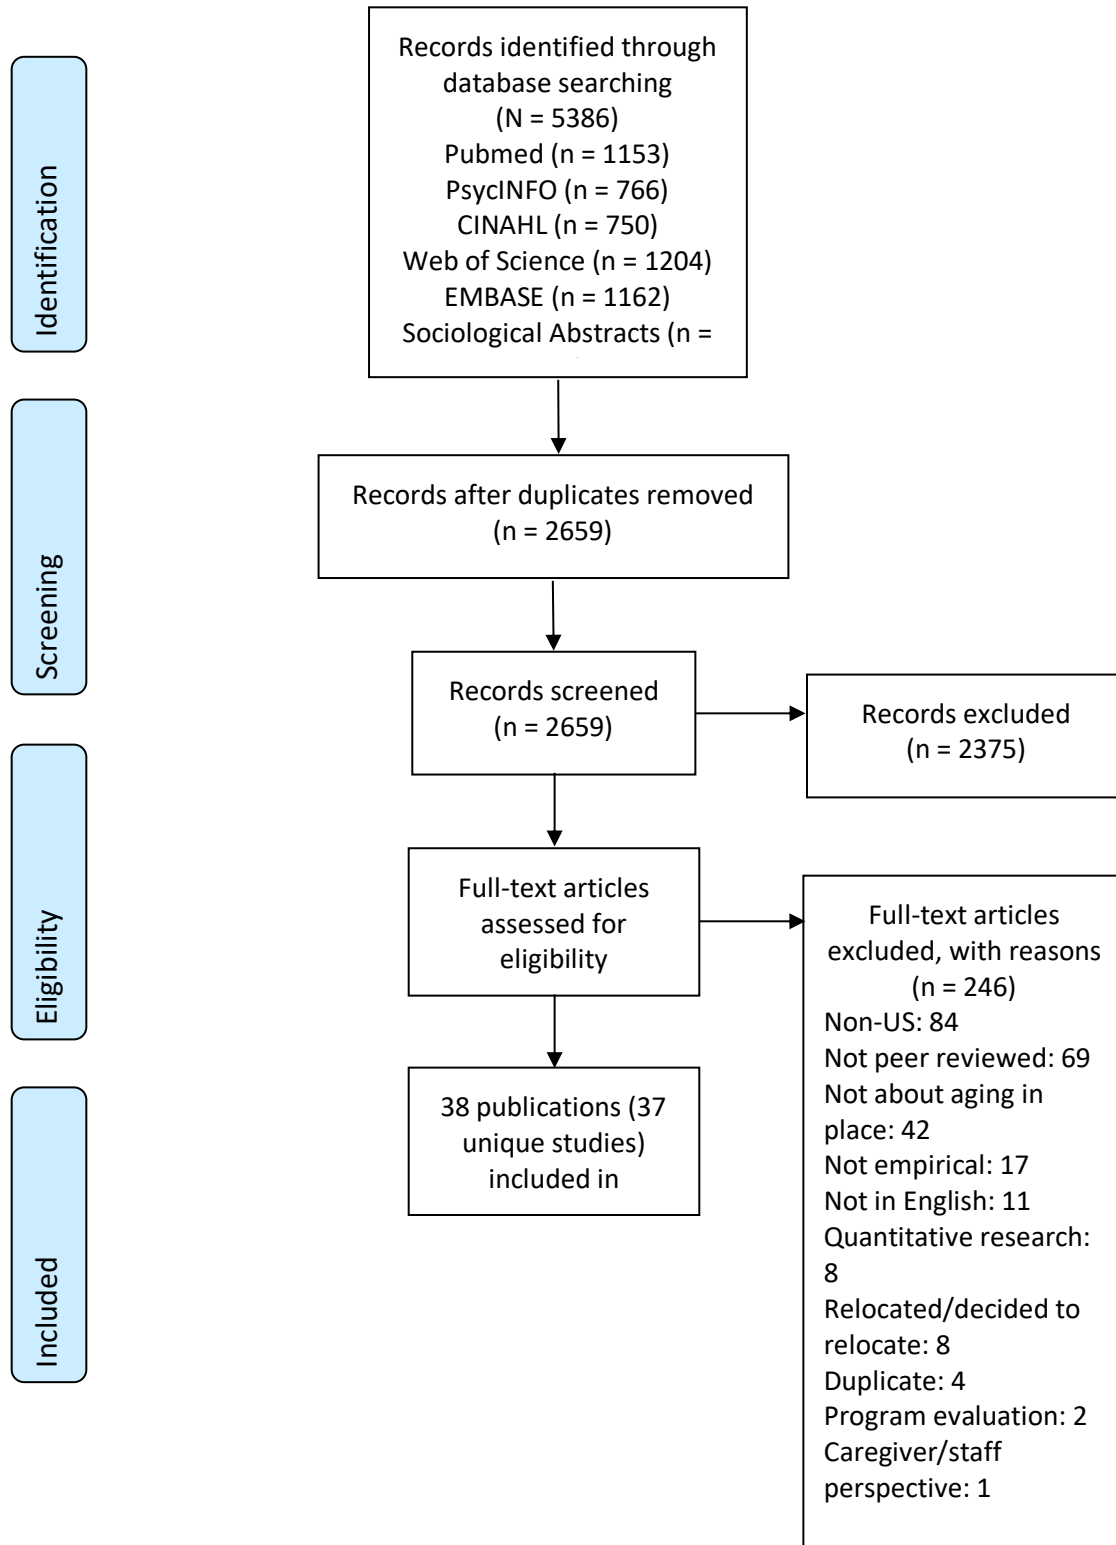 Identification
Records identified through
database searching
(N = 5386)
Pubmed (n = 1153)
PsycINFO (n = 766)
CINAHL (n = 750)
Web of Science (n = 1204)
EMBASE (n = 1162)
Sociological Abstracts (n =
Screening
Records after duplicates removed
(n = 2659)
Records screened
(n = 2659)
Records excluded
(n = 2375)
Eligibility
Full-text articles
assessed for
eligibility
Full-text articles
excluded, with reasons
(n = 246)
Non-US: 84
Not peer reviewed: 69
Not about aging in
place: 42
Not empirical: 17
Not in English: 11
Quantitative research:
8
Relocated/decided to
relocate: 8
Duplicate: 4
Program evaluation: 2
Caregiver/staff
perspective: 1
Included
38 publications (37
unique studies)
included in